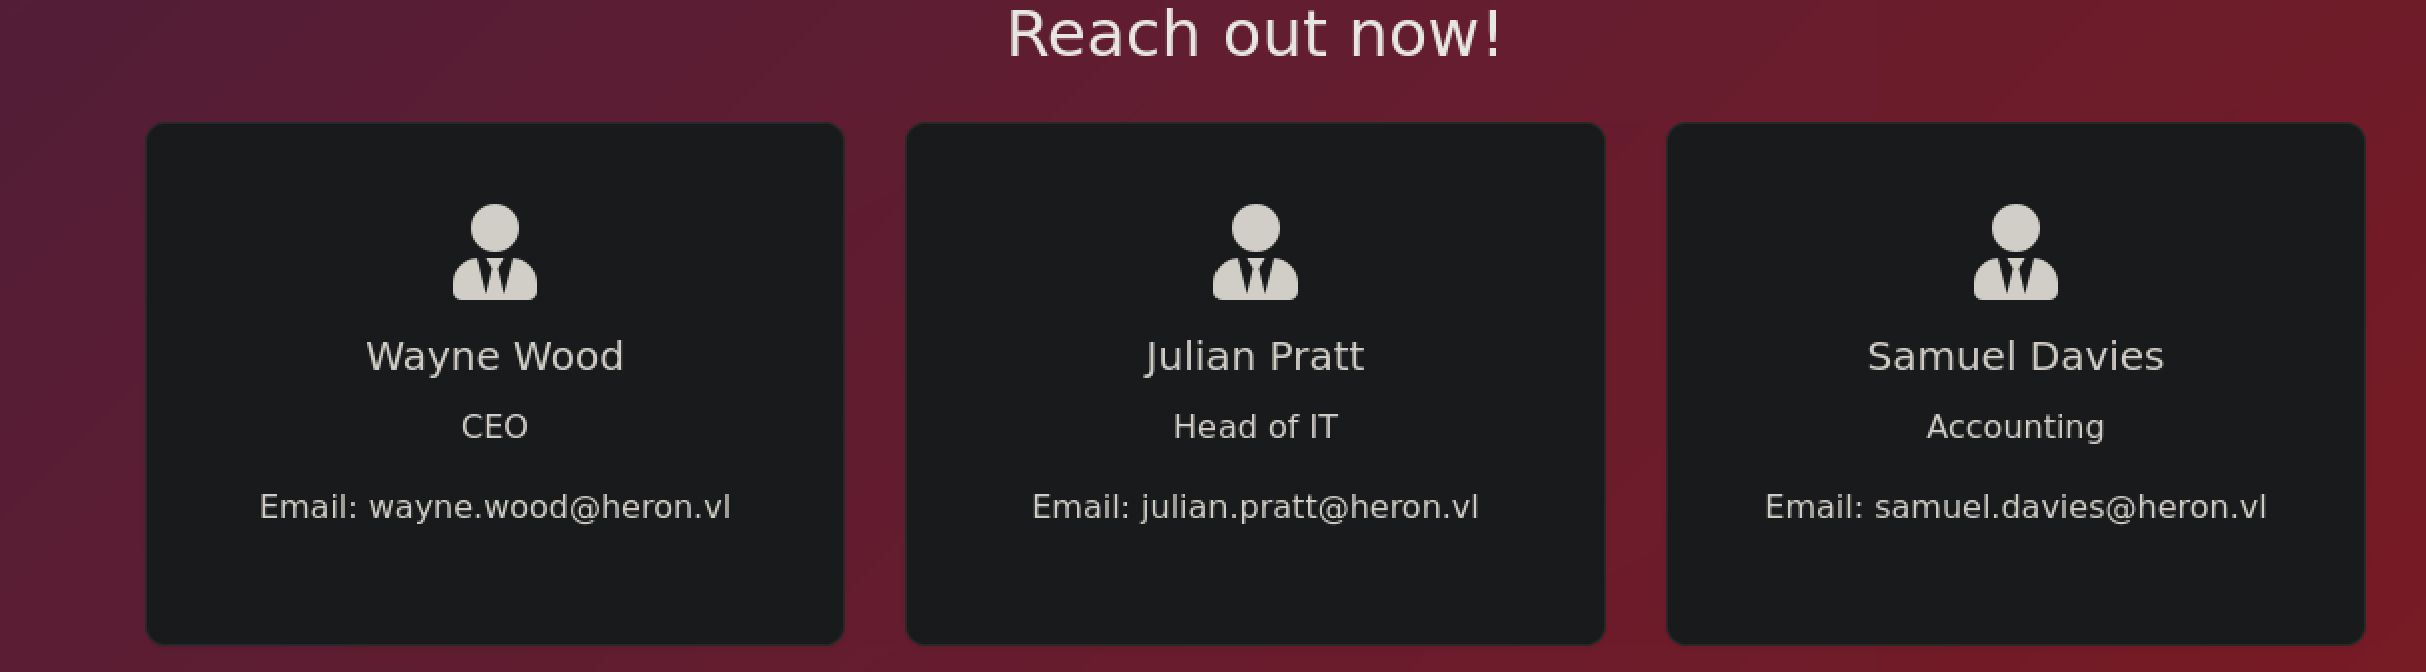 Reach out now!
Wayne Wood
CEO
Email: wayne.wood@heron.vl
Julian Pratt
Head of IT
Email: julian.pratt@heron.vl
Samuel Davies
Accounting
Email: samuel.davies@heron.vl